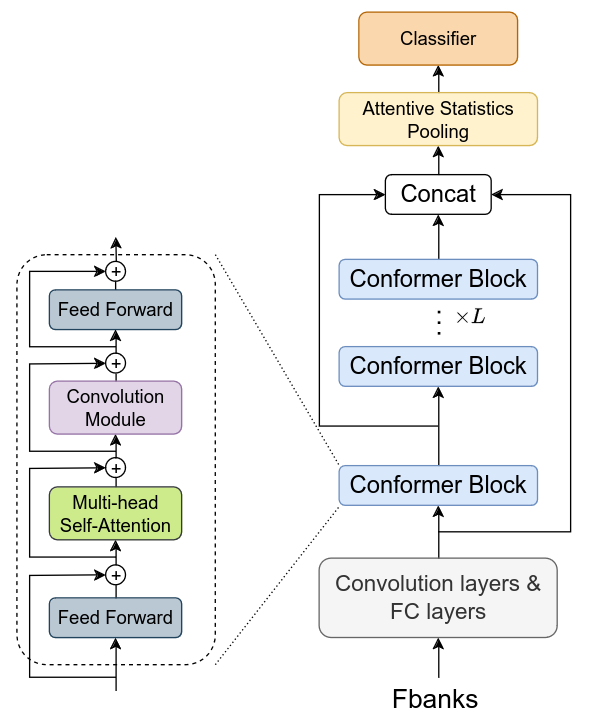 Classifier
Attentive Statistics
Pooling
Concat
Conformer Block
⋮ ×L
Conformer Block
Conformer Block
Convolution layers &
FC layers
Fbanks
+
Feed Forward
+
Convolution
Module
+
Multi-head
Self-Attention
+
Feed Forward